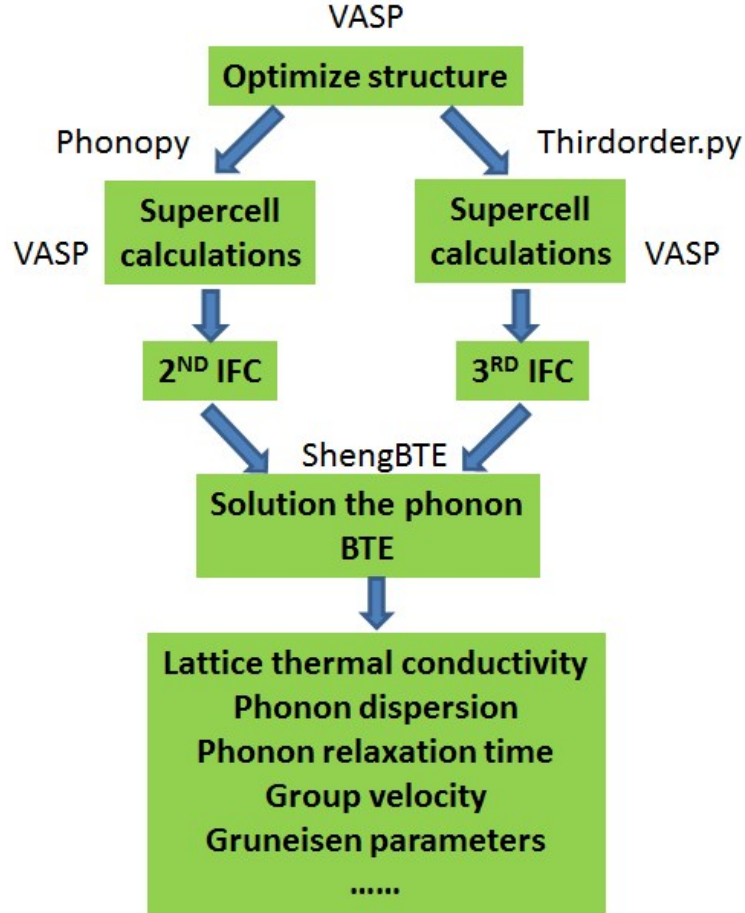 VASP
Optimize structure
Phonopy
Thirdorder.py
Supercell
calculations
VASP
Supercell
calculations
VASP
2ND IFC
3RD IFC
ShengBTE
Solution the phonon
BTE
Lattice thermal conductivity
Phonon dispersion
Phonon relaxation time
Group velocity
Gruneisen parameters
......